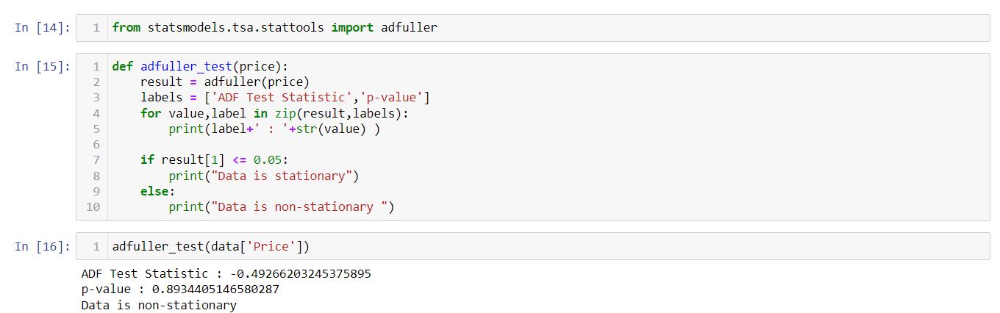 In [14]:
1 from statsmodels.tsa.stattools import adfuller
In [15]:
1 def adfuller_test(price):
2     result = adfuller(price)
3     labels = ['ADF Test Statistic','p-value']
4     for value,label in zip(result,labels):
5         print(label+' : '+str(value) )
6
7     if result[1] <= 0.05:
8         print("Data is stationary")
9     else:
10         print("Data is non-stationary ")
In [16]:
1 adfuller_test(data['Price'])
ADF Test Statistic : -0.49266203245375895
p-value : 0.8934405146580287
Data is non-stationary